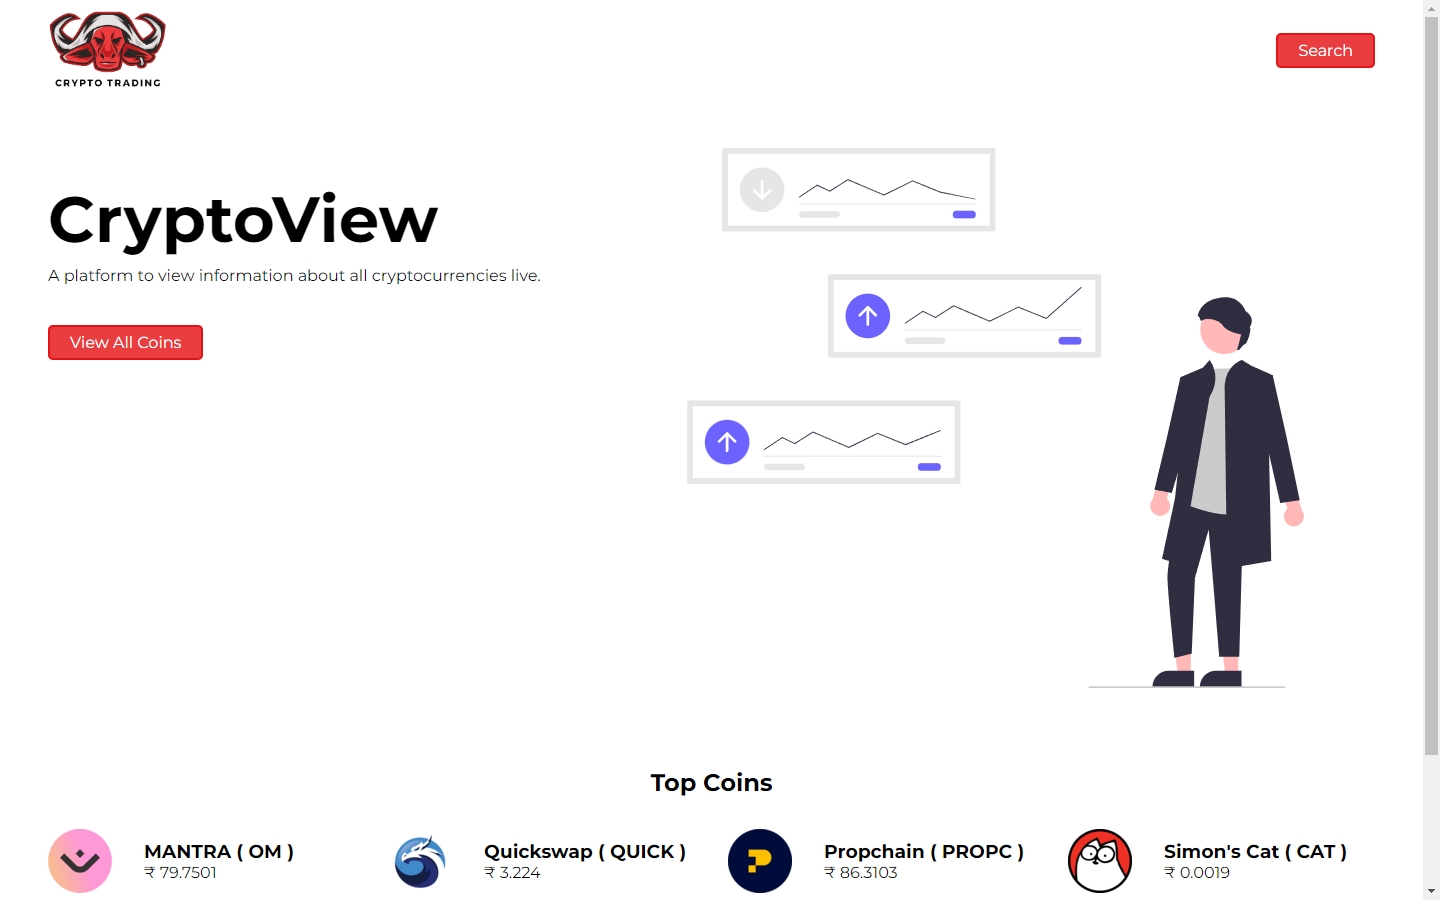 CRYPTO TRADING
Search
CryptoView
A platform to view information about all cryptocurrencies live.
View All Coins
Top Coins
MANTRA ( OM )
₹ 79.7501
Quickswap ( QUICK )
₹ 3.224
Propchain ( PROPC )
₹ 86.3103
Simon's Cat ( CAT )
₹ 0.0019